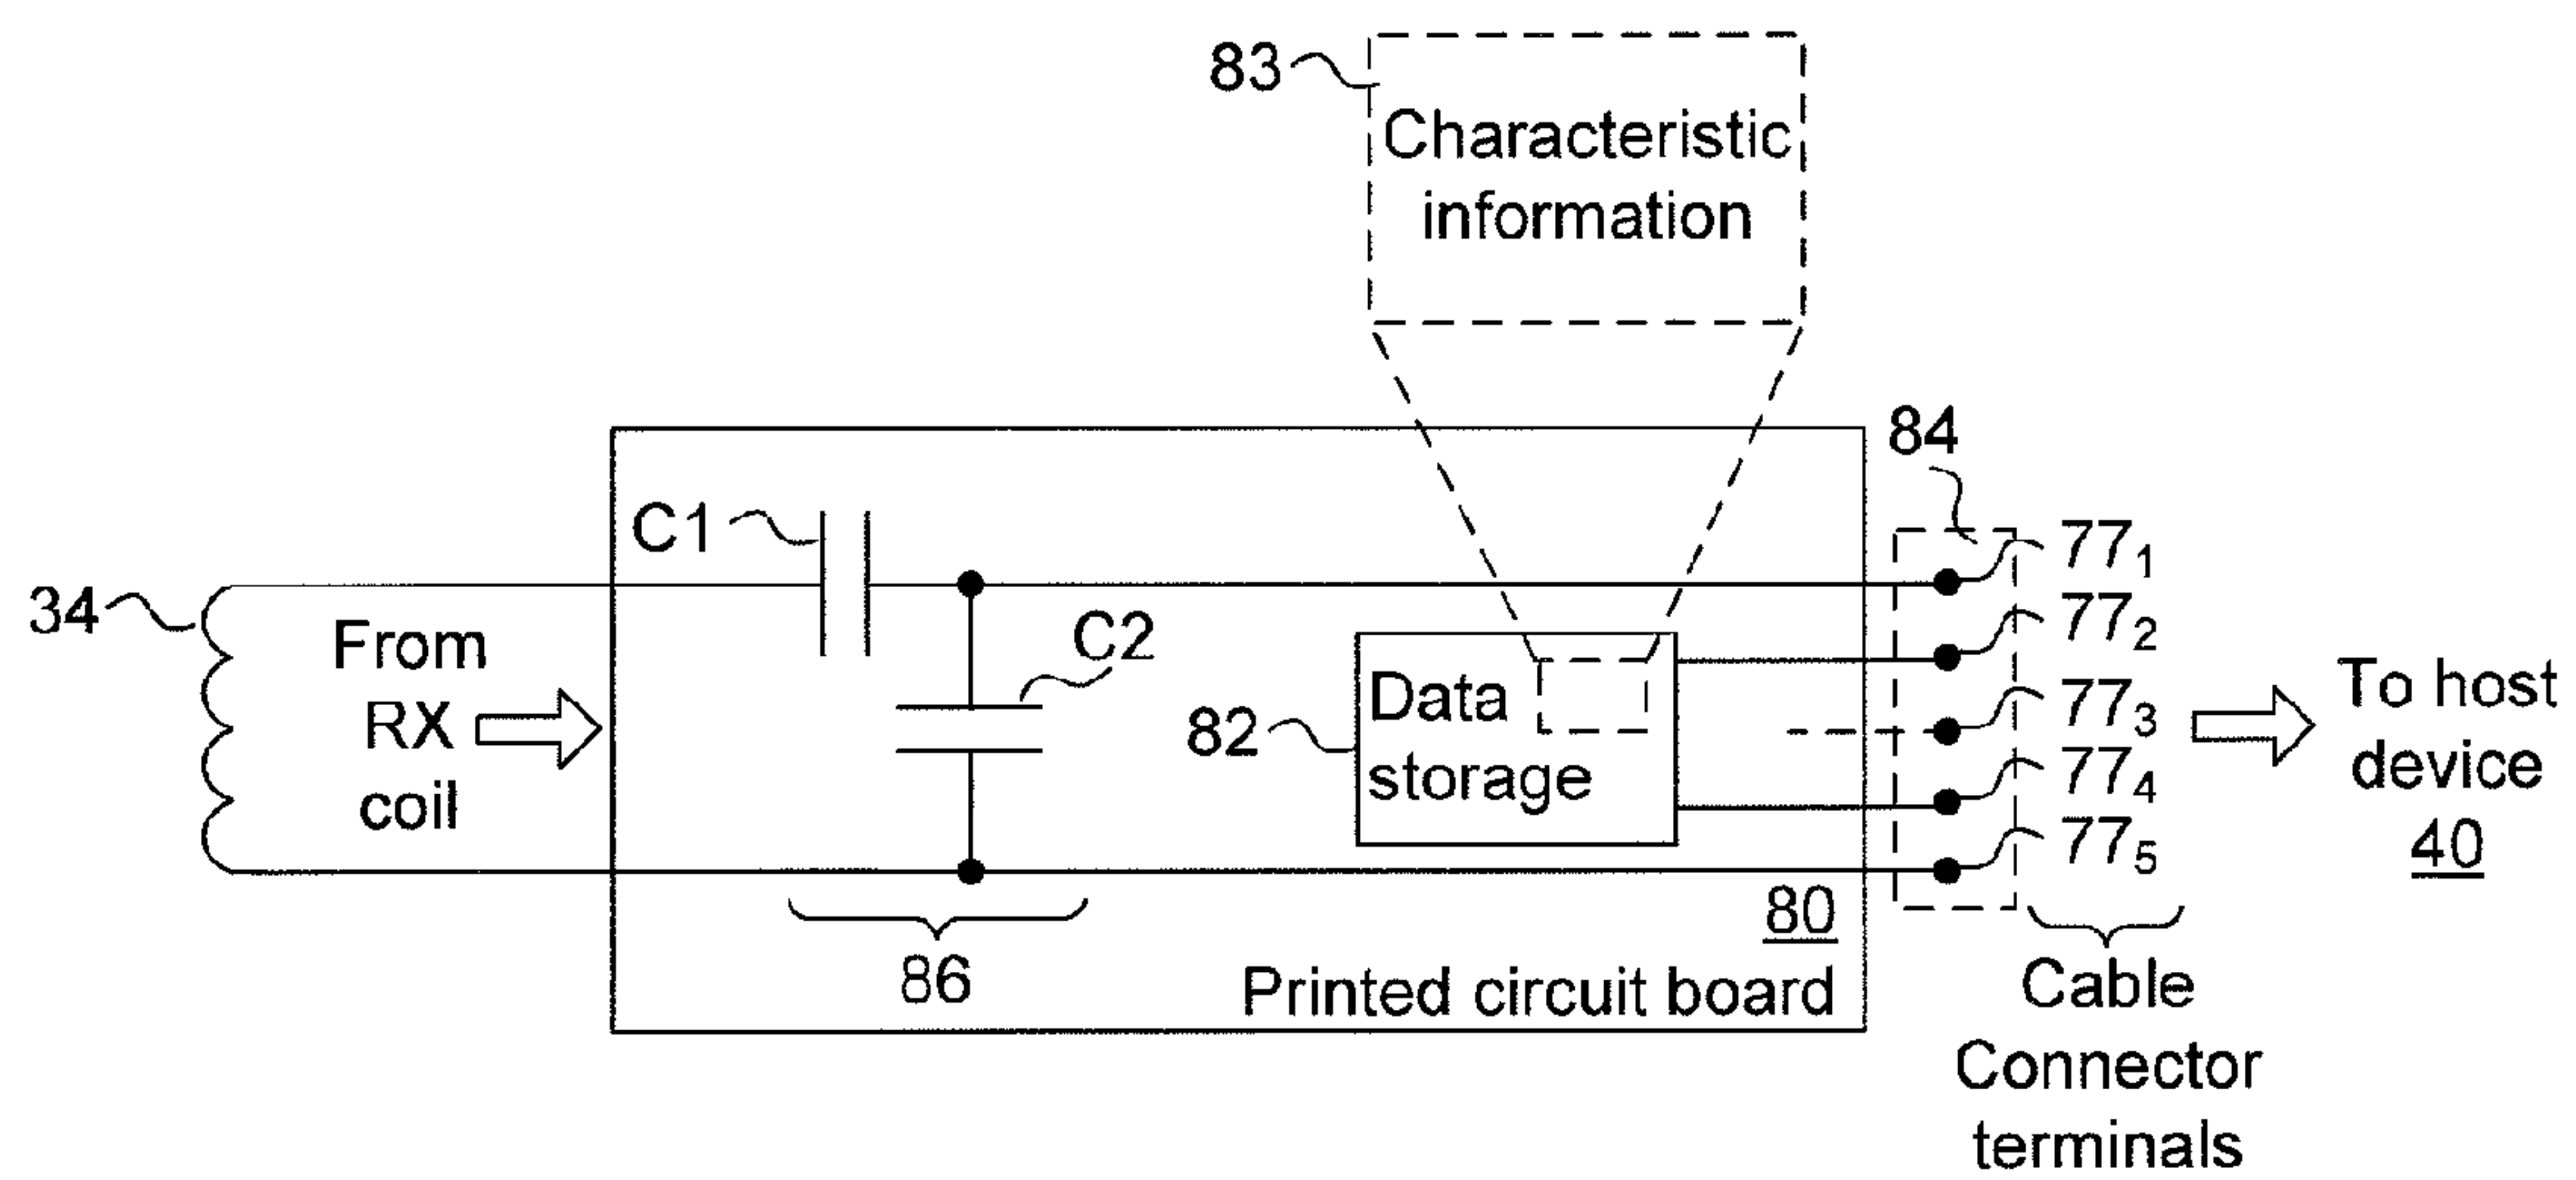 83
Characteristic
information
84
C1
77₁
34
From
RX
coil
C2
77₂
Data
storage
82
77₃
77₄
77₅
To host
device
40
80
86
Printed circuit board
Cable
Connector
terminals